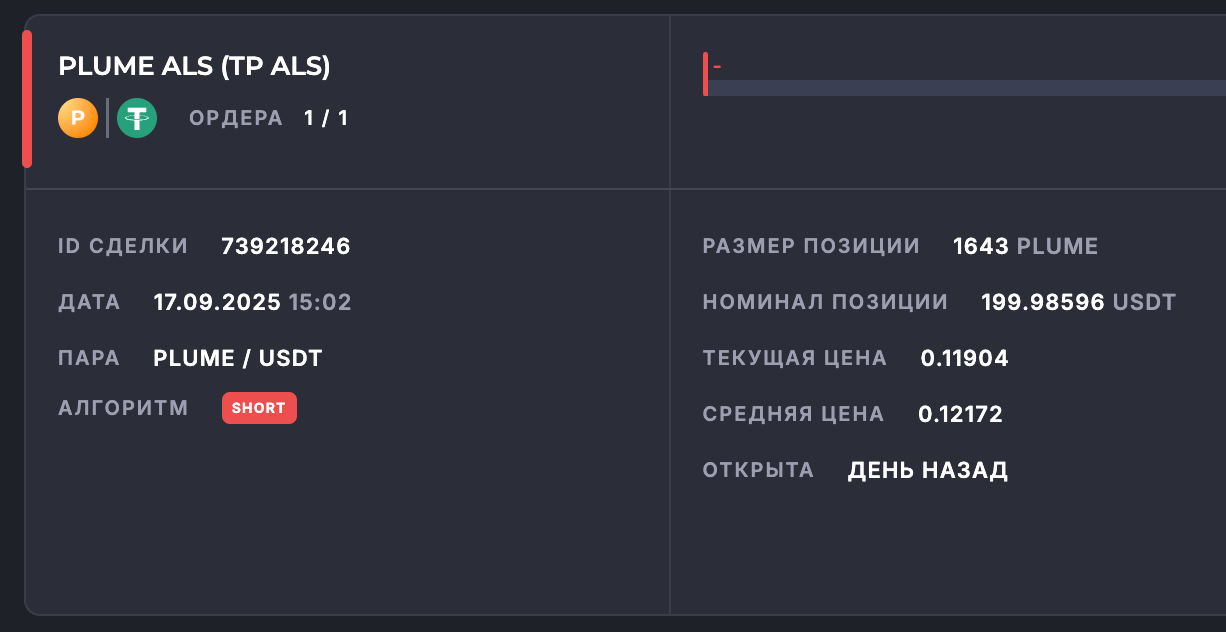 PLUME ALS (TP ALS)
P
ОРДЕРА 1 / 1
-
ID СДЕЛКИ 739218246
ДАТА 17.09.2025 15:02
ПАРА PLUME / USDT
АЛГОРИТМ SHORT
РАЗМЕР ПОЗИЦИИ 1643 PLUME
НОМИНАЛ ПОЗИЦИИ 199.98596 USDT
ТЕКУЩАЯ ЦЕНА 0.11904
СРЕДНЯЯ ЦЕНА 0.12172
ОТКРЫТА ДЕНЬ НАЗАД